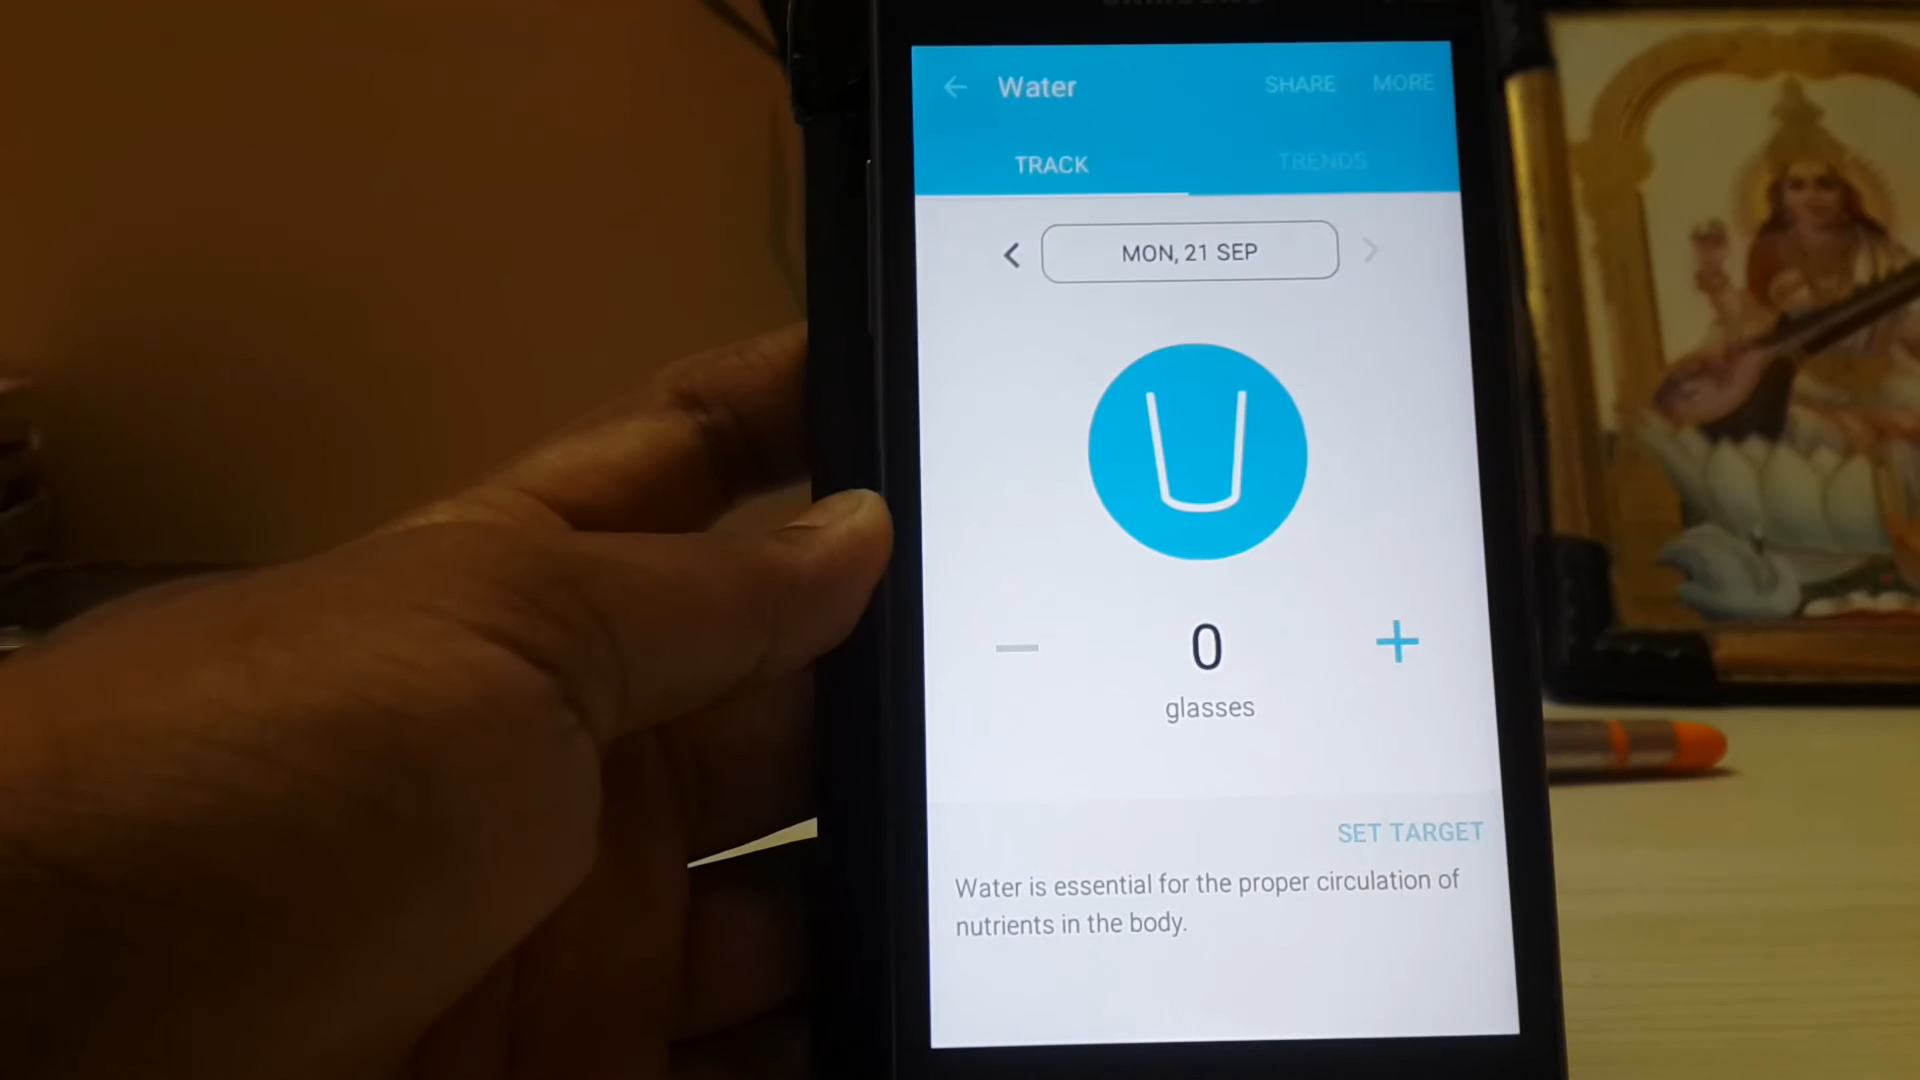 SAMSUNG
Water SHARE MORE
TRACK TRENDS
MON, 21 SEP
0
glasses
SET TARGET
Water is essential for the proper circulation of
nutrients in the body.